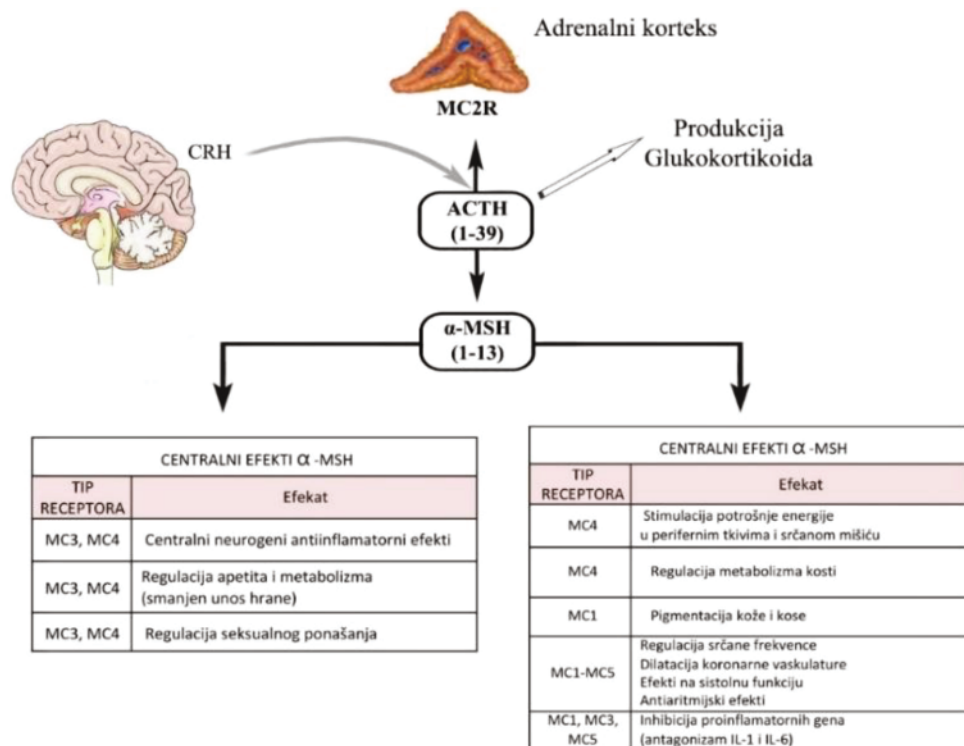 Adrenalni korteks
MC2R
CRH
Produkcija
Glukokortikoida
ACTH
(1-39)
α-MSH
(1-13)
CENTRALNI EFEKTI α -MSH
TIP
RECEPTORA
Efekat
MC3, MC4
Centralni neurogeni antiinflamatorni efekti
MC3, MC4
Regulacija apetita i metabolizma
(smanjen unos hrane)
MC3, MC4
Regulacija seksualnog ponašanja
CENTRALNI EFEKTI α -MSH
TIP
RECEPTORA
Efekat
MC4
Stimulacija potrošnje energije
u perifernim tkivima i srčanom mišiću
MC4
Regulacija metabolizma kosti
MC1
Pigmentacija kože i kose
MC1-MC5
Regulacija srčane frekvence
Dilatacija koronarne vaskulature
Efekti na sistolnu funkciju
Antiaritmijski efekti
MC1, MC3,
MC5
Inhibicija proinflamatornih gena
(antagonizam IL-1 i IL-6)